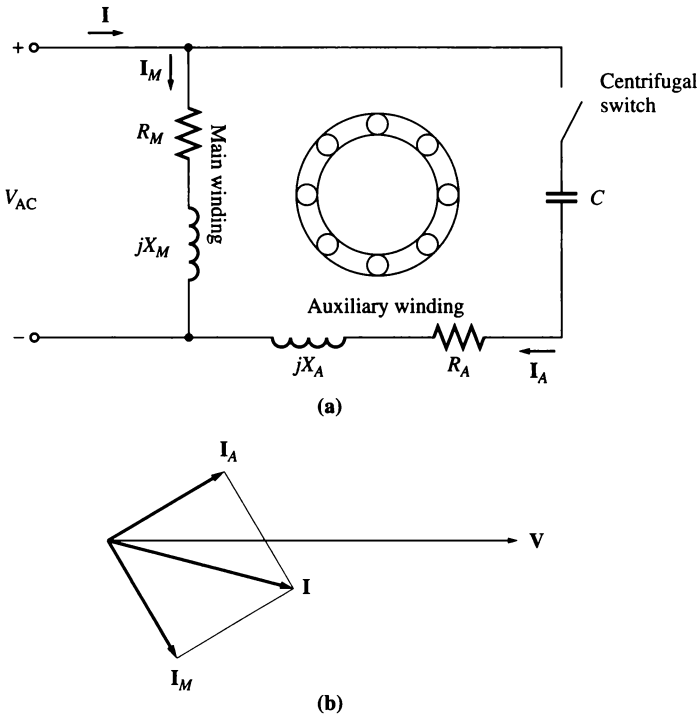 I
+
I_M
Centrifugal
switch
R_M
Main winding
V_AC
C
jX_M
Auxiliary winding
−
jX_A
R_A
I_A
(a)
I_A
V
I
I_M
(b)